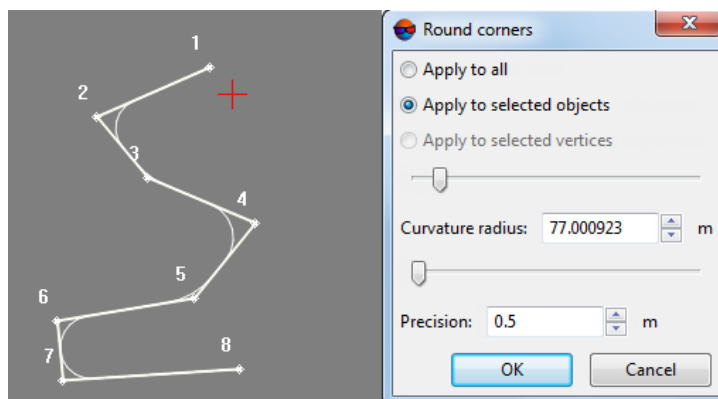 1
2
3
4
5
6
7
8
Round corners
Apply to all
Apply to selected objects
Apply to selected vertices
Curvature radius: 77.000923 m
Precision: 0.5 m
OK Cancel